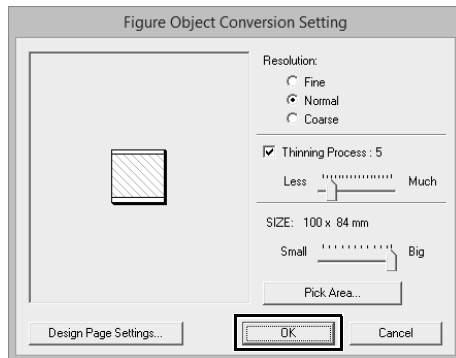 Figure Object Conversion Setting
Resolution:
Fine
Normal
Coarse
Thinning Process : 5
Less Much
SIZE: 100 x 84 mm
Small Big
Pick Area...
Design Page Settings... OK Cancel